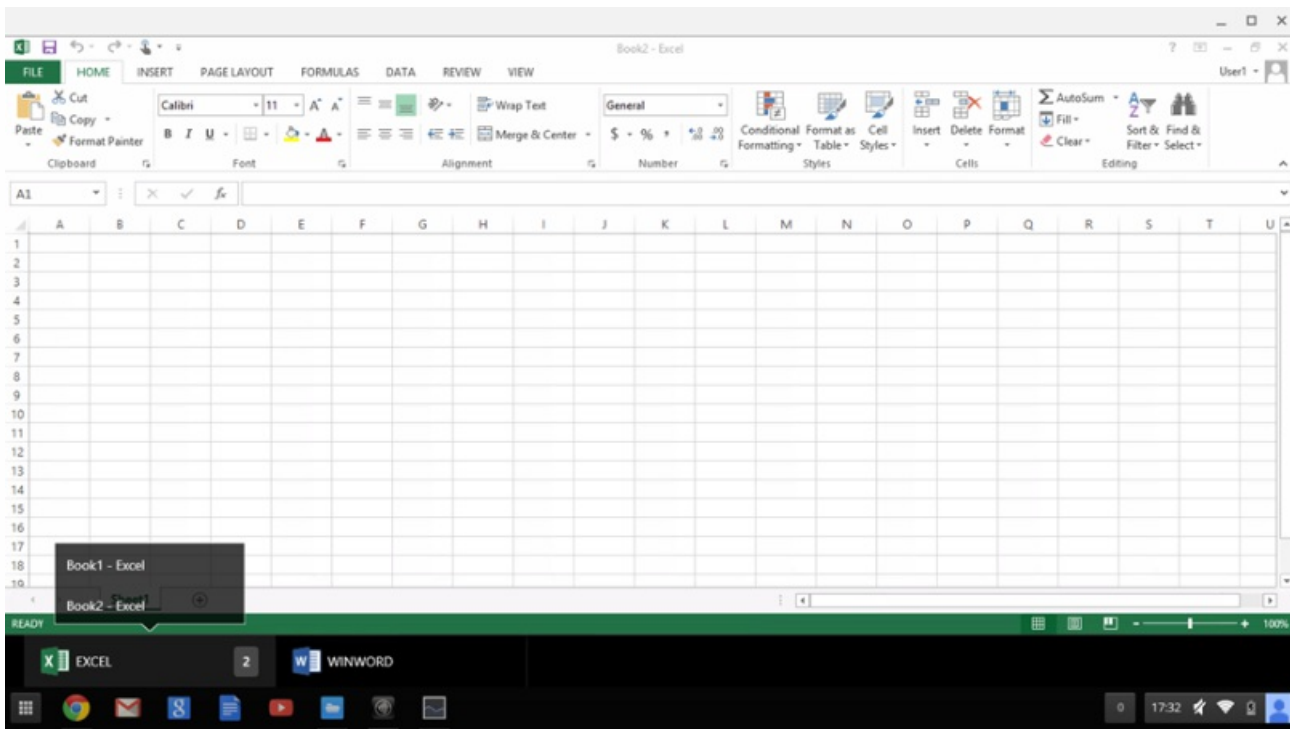 Book2 - Excel
FILE HOME INSERT PAGE LAYOUT FORMULAS DATA REVIEW VIEW User1
Cut
Copy
Format Painter
Paste
Calibri 11
B I U
Wrap Text
Merge & Center
General
$ %
Conditional Formatting
Format as Table
Cell Styles
Insert Delete Format
AutoSum
Fill
Clear
Sort & Filter
Find & Select
Clipboard Font Alignment Number Styles Cells Editing
A1 fx
A B C D E F G H I J K L M N O P Q R S T U
1
2
3
4
5
6
7
8
9
10
11
12
13
14
15
16
17
18
19
Book1 - Excel
Book2 - Excel
Sheet1
READY 100%
EXCEL 2 WINWORD
0 17:32